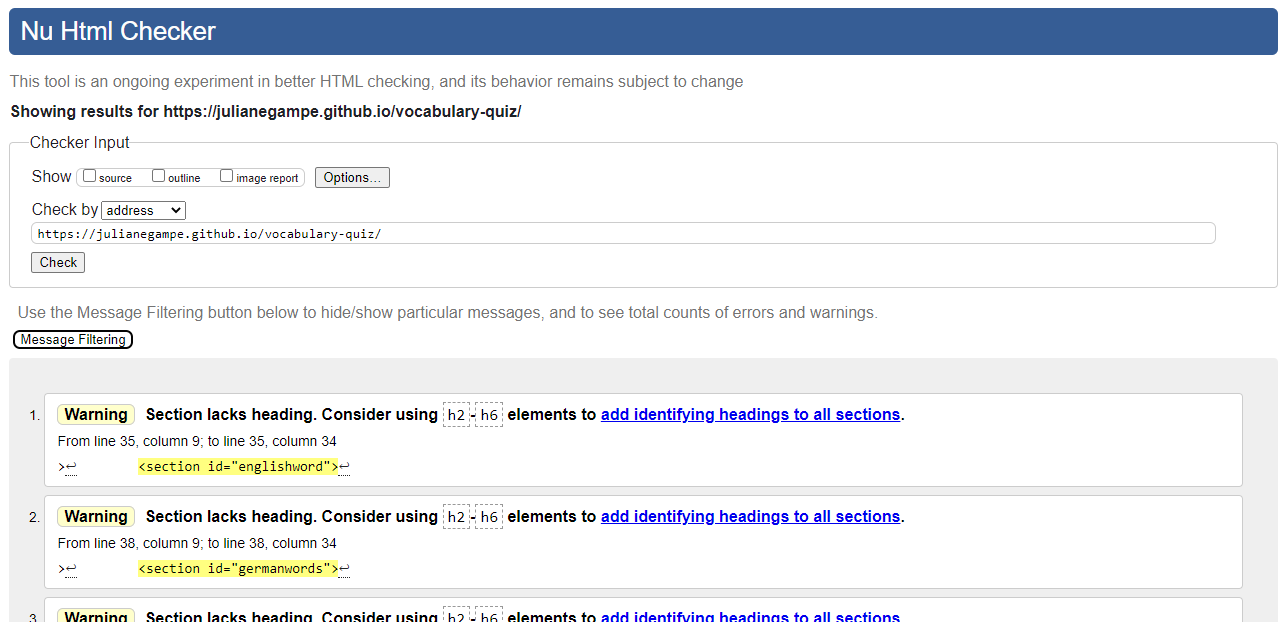 Nu Html Checker
This tool is an ongoing experiment in better HTML checking, and its behavior remains subject to change
Showing results for https://julianegampe.github.io/vocabulary-quiz/
Checker Input
Show source outline image report Options...
Check by address
https://julianegampe.github.io/vocabulary-quiz/
Check
Use the Message Filtering button below to hide/show particular messages, and to see total counts of errors and warnings.
Message Filtering
1. Warning Section lacks heading. Consider using h2-h6 elements to add identifying headings to all sections.
From line 35, column 9; to line 35, column 34
>↩ <section id="englishword">↩
2. Warning Section lacks heading. Consider using h2-h6 elements to add identifying headings to all sections.
From line 38, column 9; to line 38, column 34
>↩ <section id="germanwords">↩
3. Warning Section lacks heading. Consider using h2-h6 elements to add identifying headings to all sections.